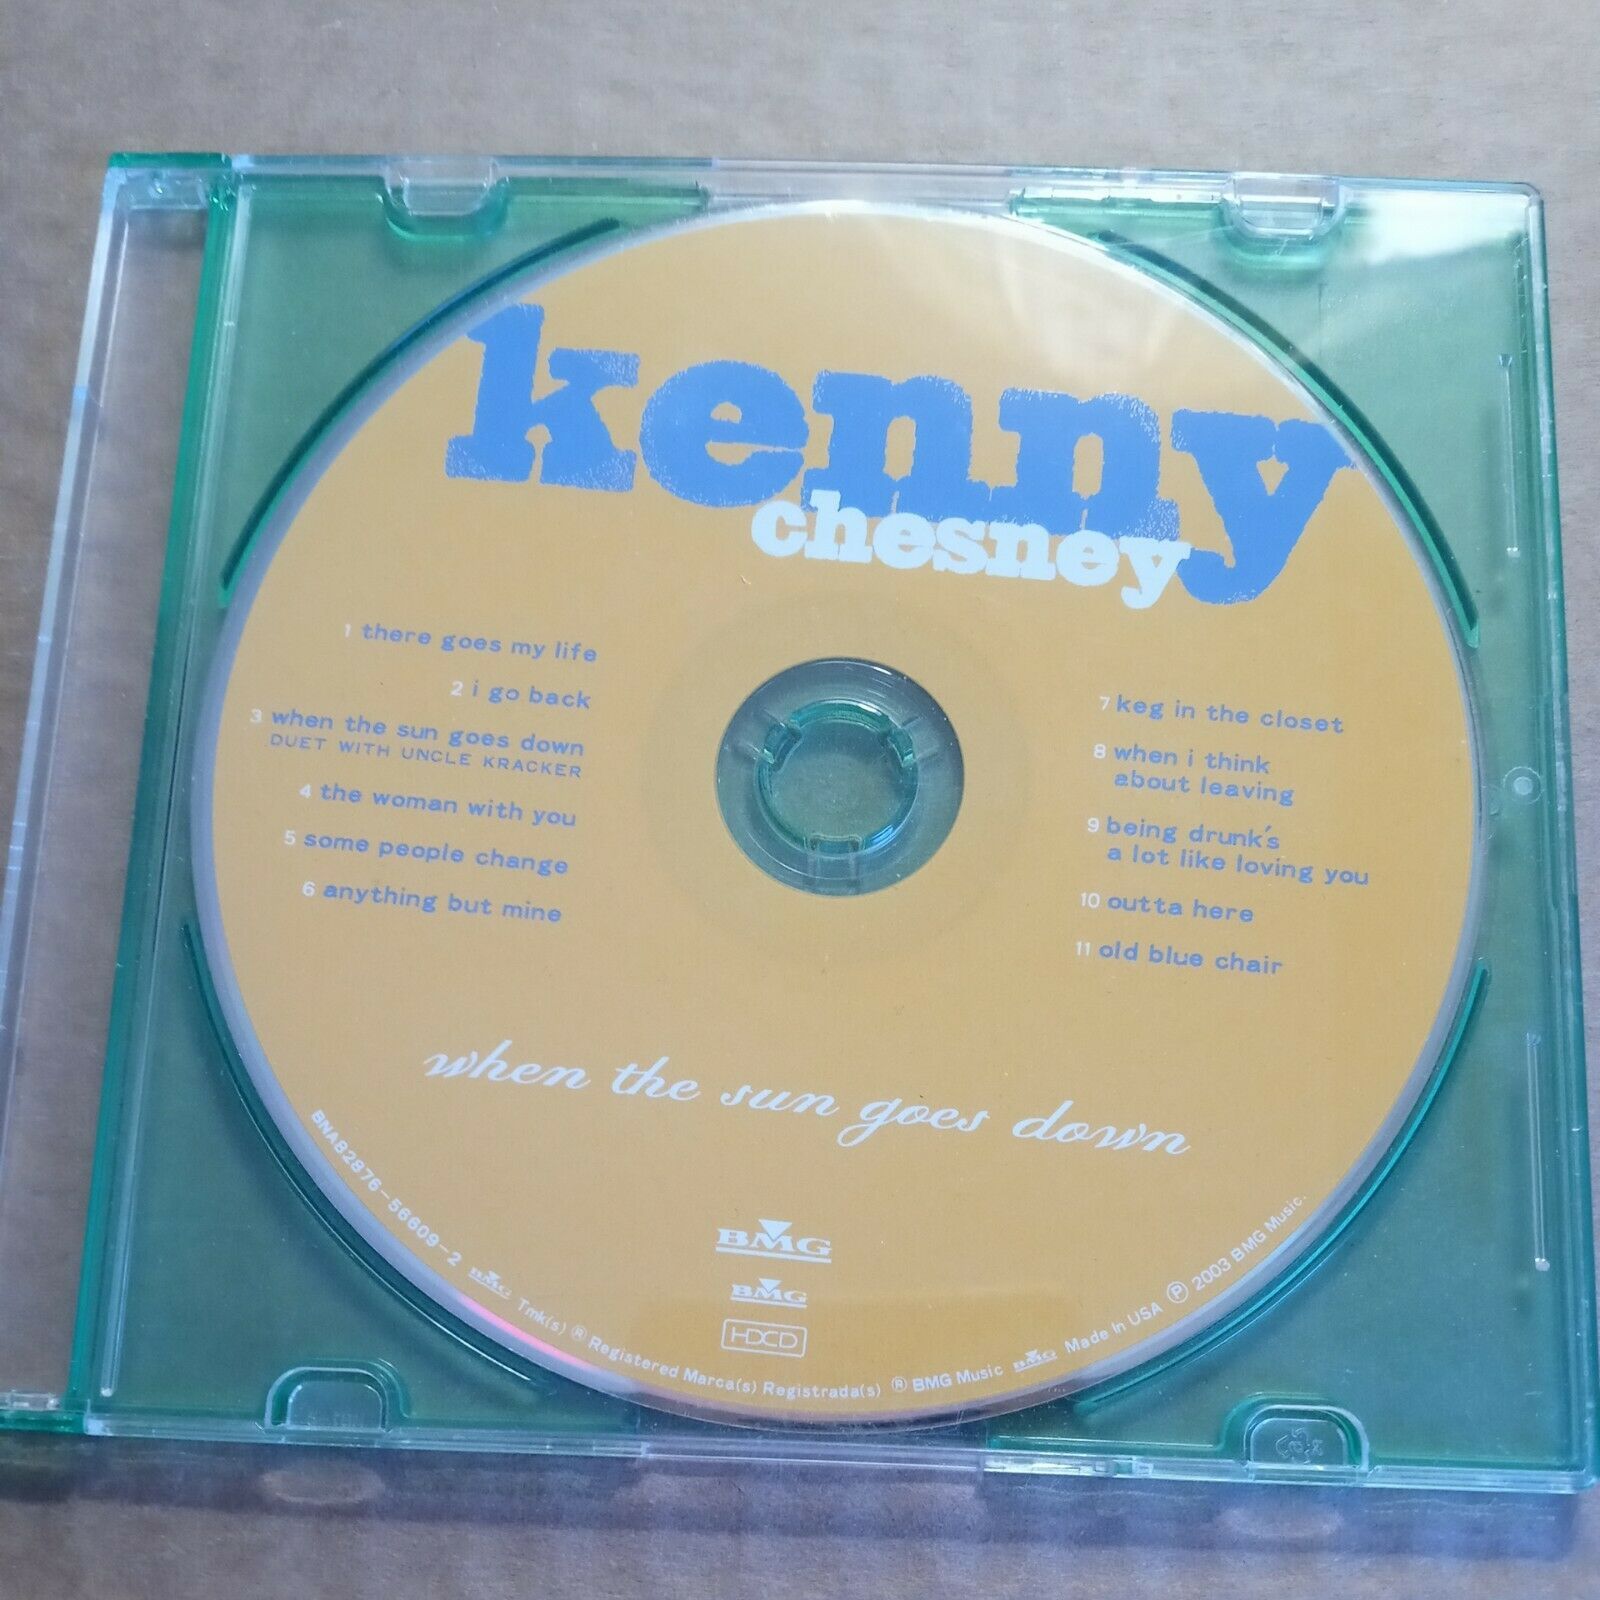 kenny
chesney
1 there goes my life
2 i go back
3 when the sun goes down
DUET WITH UNCLE KRACKER
4 the woman with you
5 some people change
6 anything but mine
7 keg in the closet
8 when i think
about leaving
9 being drunk's
a lot like loving you
10 outta here
11 old blue chair
when the sun goes down
BMG
BMG
HDCD
BNA82876-56609-2 BMG Tmk(s) ® Registered Marca(s) Registrada(s) ® BMG Music BMG Made in USA ℗ 2003 BMG Music.